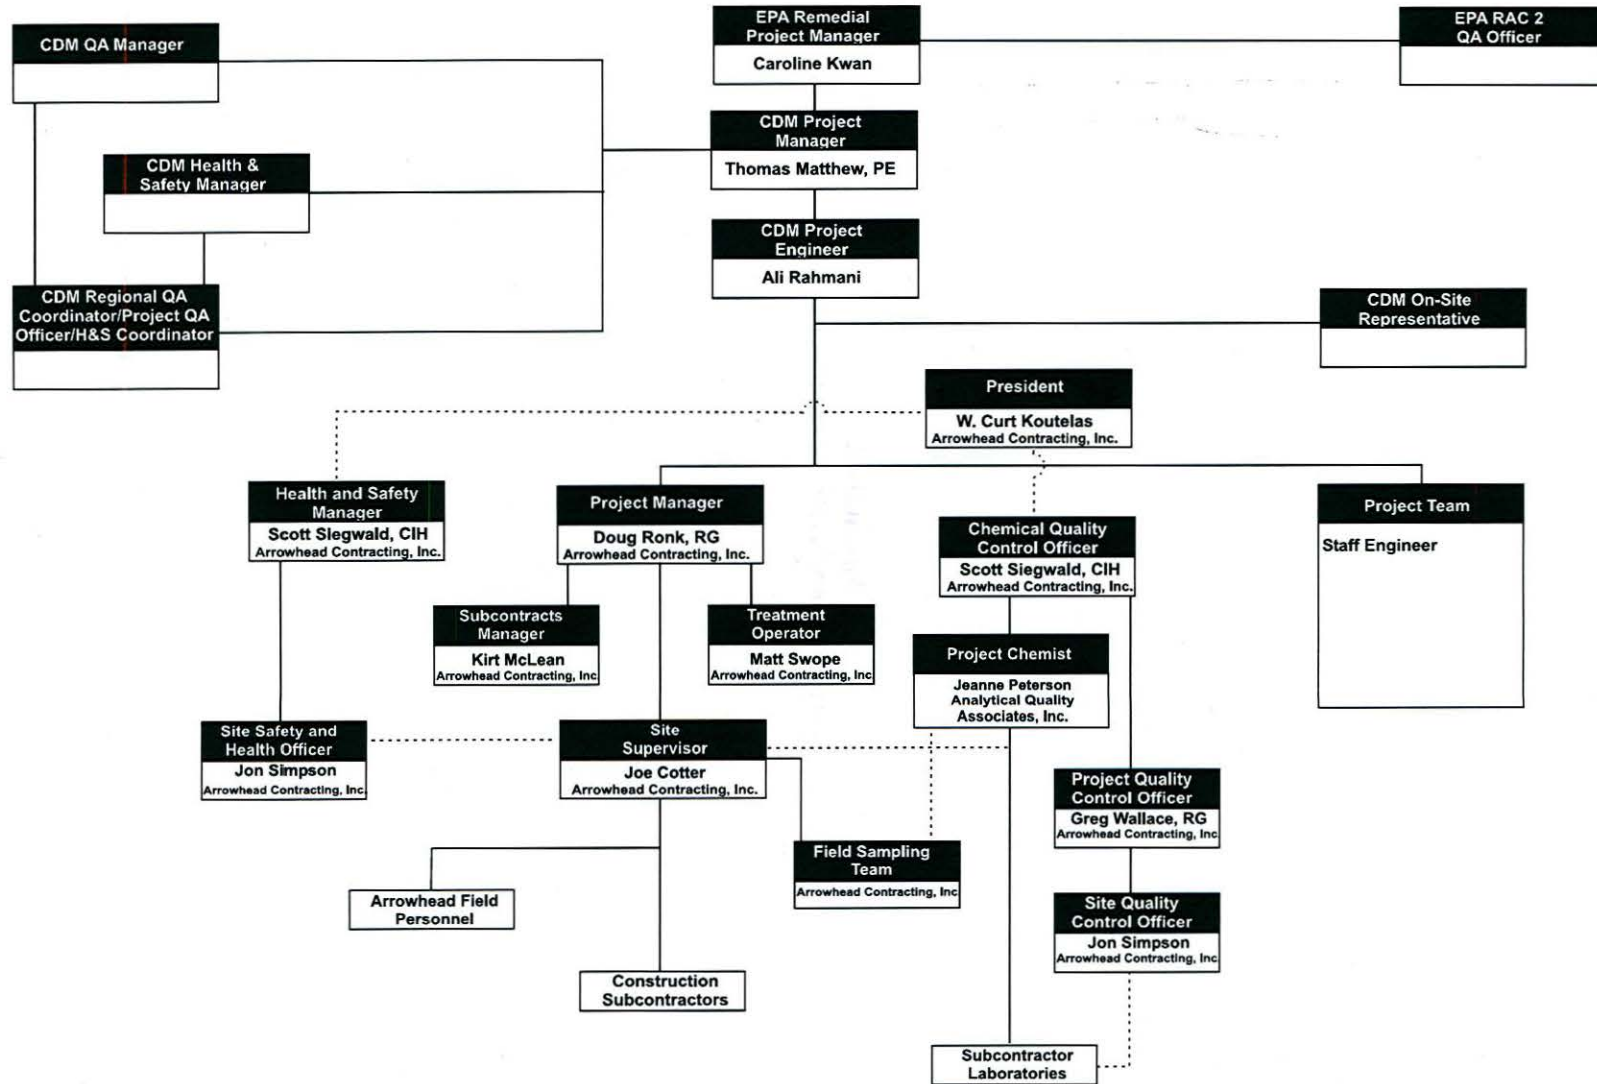 EPA Remedial
Project Manager
Caroline Kwan
EPA RAC 2
QA Officer
CDM QA Manager
CDM Project
Manager
Thomas Matthew, PE
CDM Health &
Safety Manager
CDM Project
Engineer
Ali Rahmani
CDM Regional QA
Coordinator/Project QA
Officer/H&S Coordinator
CDM On-Site
Representative
President
W. Curt Koutelas
Arrowhead Contracting, Inc.
Health and Safety
Manager
Scott Siegwald, CIH
Arrowhead Contracting, Inc.
Project Manager
Doug Ronk, RG
Arrowhead Contracting, Inc.
Chemical Quality
Control Officer
Scott Siegwald, CIH
Arrowhead Contracting, Inc.
Project Team
Staff Engineer
Subcontracts
Manager
Kirt McLean
Arrowhead Contracting, Inc
Treatment
Operator
Matt Swope
Arrowhead Contracting, Inc
Project Chemist
Jeanne Peterson
Analytical Quality
Associates, Inc.
Site Safety and
Health Officer
Jon Simpson
Arrowhead Contracting, Inc.
Site
Supervisor
Joe Cotter
Arrowhead Contracting, Inc.
Project Quality
Control Officer
Greg Wallace, RG
Arrowhead Contracting, Inc
Field Sampling
Team
Arrowhead Contracting, Inc
Arrowhead Field
Personnel
Site Quality
Control Officer
Jon Simpson
Arrowhead Contracting, Inc
Construction
Subcontractors
Subcontractor
Laboratories